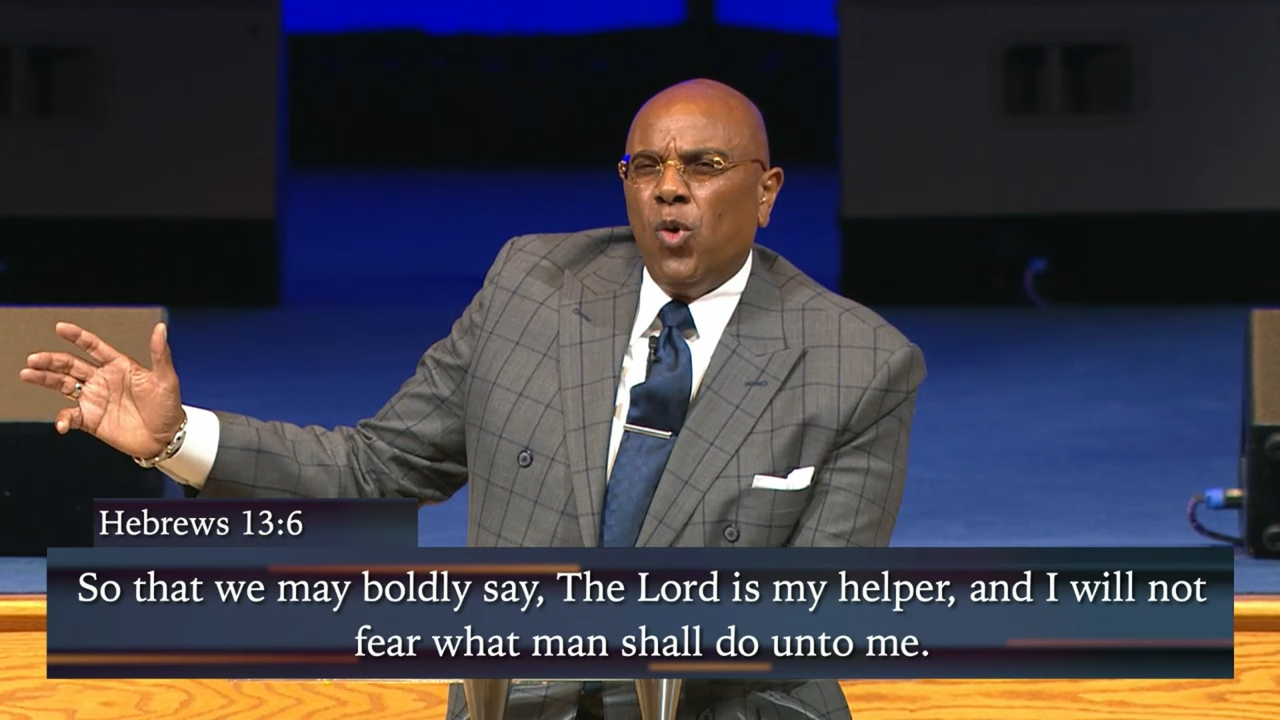 Hebrews 13:6
So that we may boldly say, The Lord is my helper, and I will not
fear what man shall do unto me.